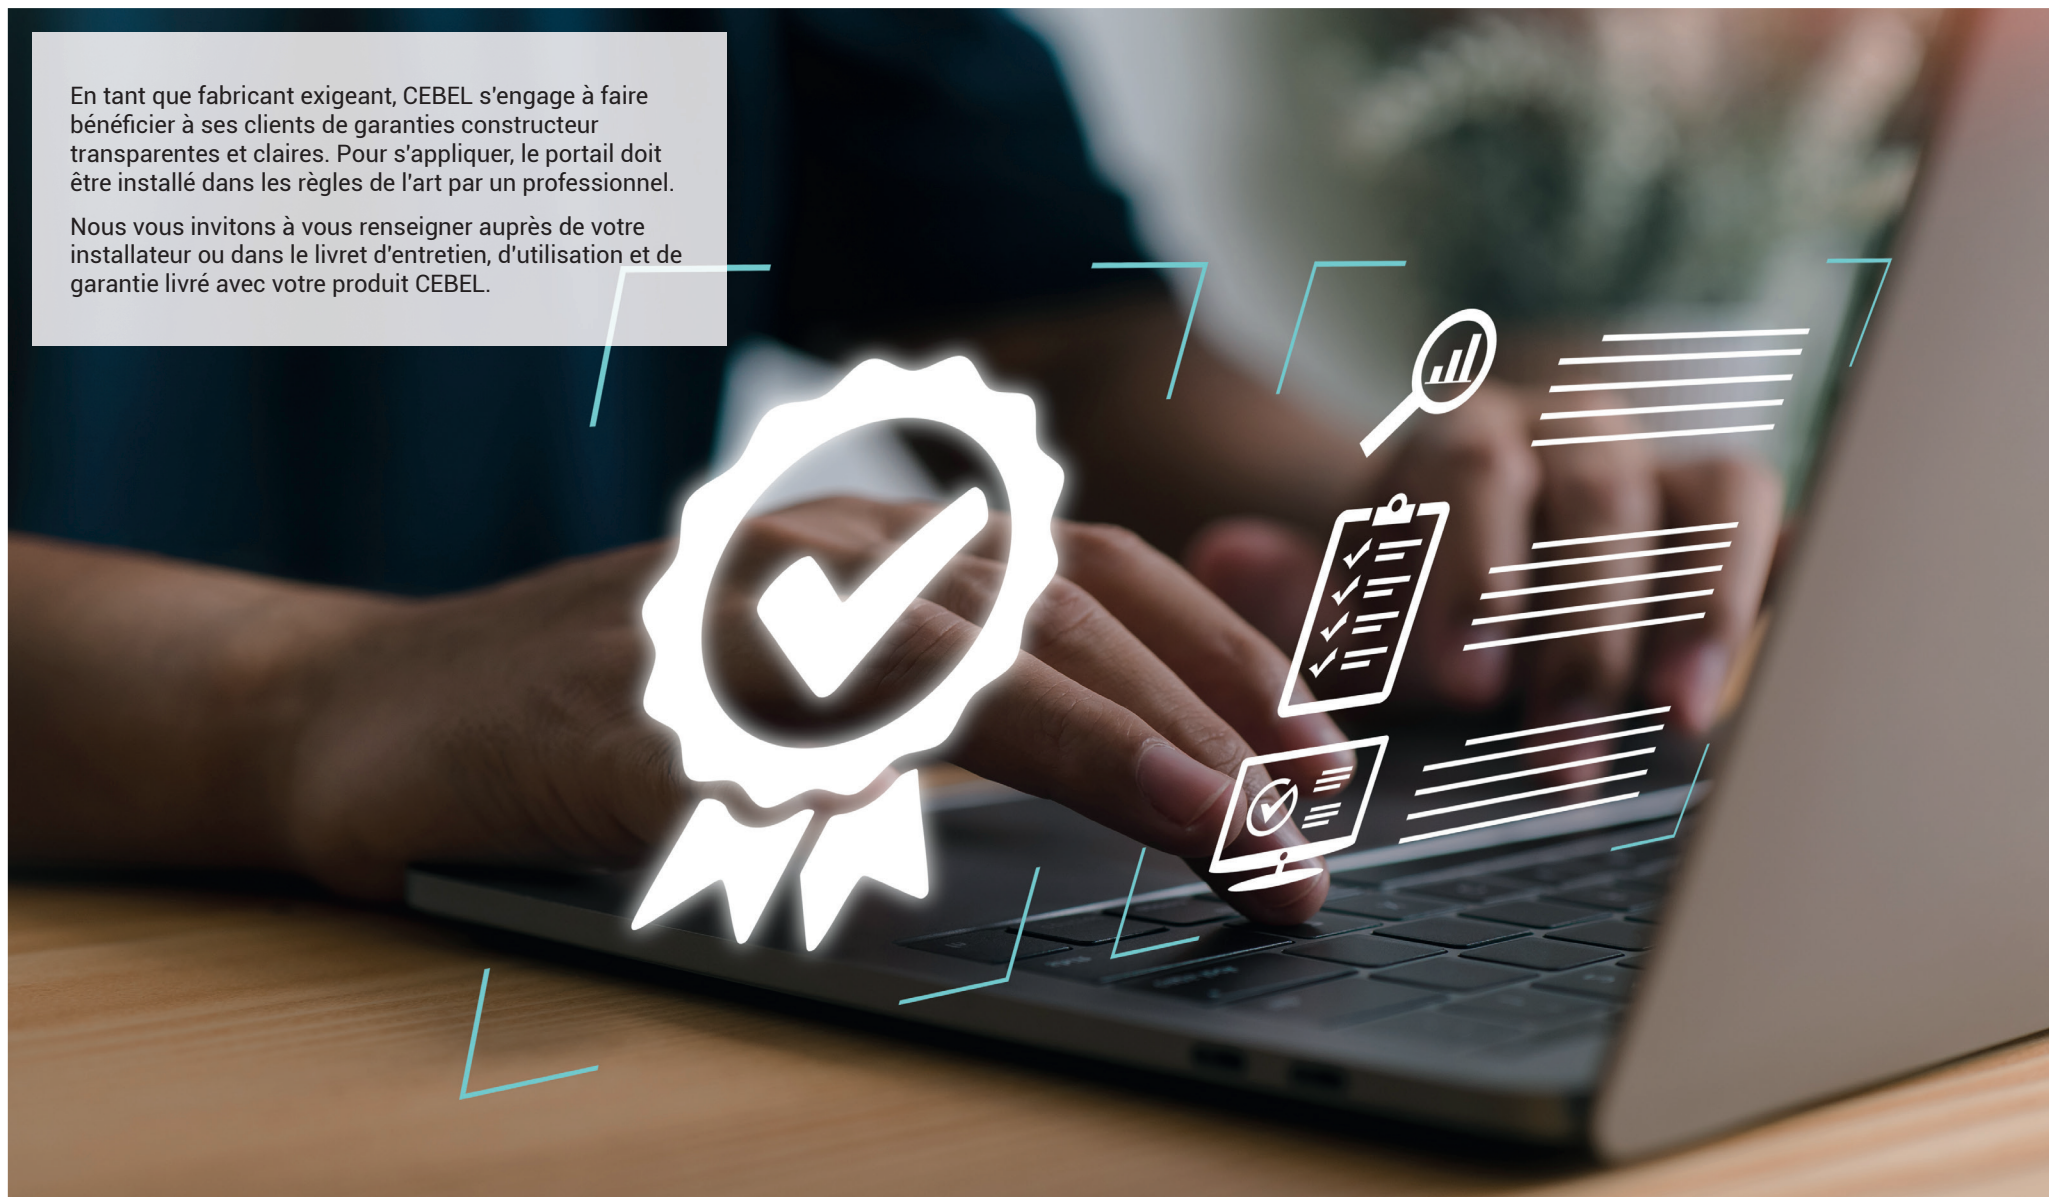 En tant que fabricant exigeant, CEBEL s'engage à faire
bénéficier à ses clients de garanties constructeur
transparentes et claires. Pour s'appliquer, le portail doit
être installé dans les règles de l'art par un professionnel.
Nous vous invitons à vous renseigner auprès de votre
installateur ou dans le livret d'entretien, d'utilisation et de
garantie livré avec votre produit CEBEL.